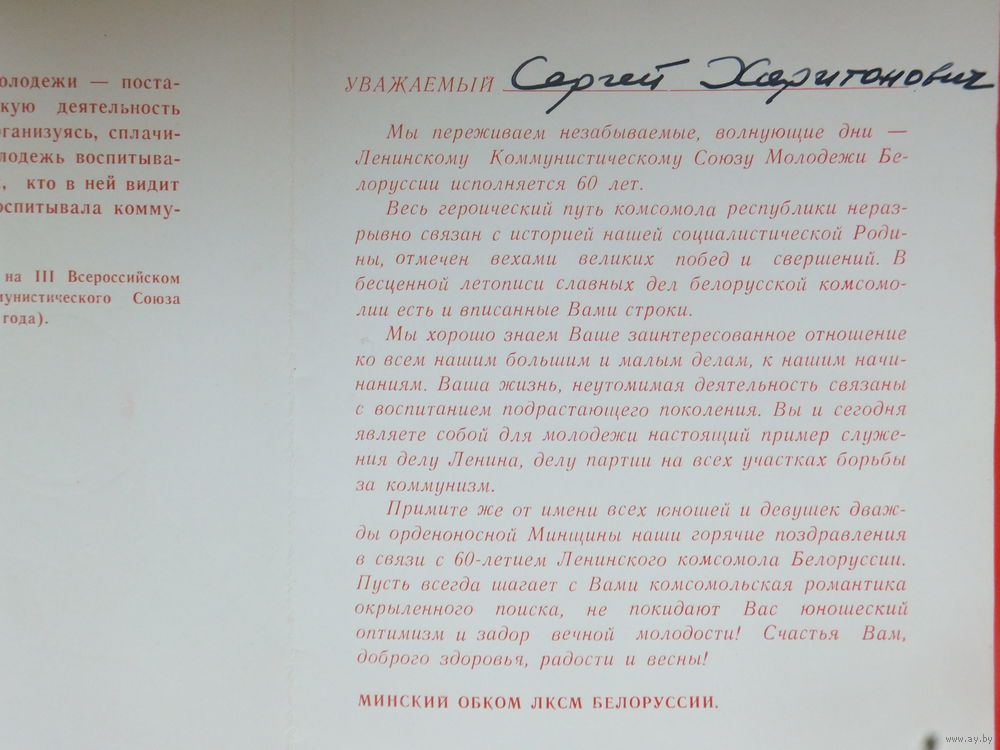 олодежи — поста-
скую деятельность
рганизуясь, сплачи-
лодежь воспитыва-
, кто в ней видит
оспитывала комму-
на III Всероссийском
мунистического Союза
года).
УВАЖАЕМЫЙ Сергей Харитонович
Мы переживаем незабываемые, волнующие дни —
Ленинскому Коммунистическому Союзу Молодежи Бе-
лоруссии исполняется 60 лет.
Весь героический путь комсомола республики нераз-
рывно связан с историей нашей социалистической Роди-
ны, отмечен вехами великих побед и свершений. В
бесценной летописи славных дел белорусской комсомо-
лии есть и вписанные Вами строки.
Мы хорошо знаем Ваше заинтересованное отношение
ко всем нашим большим и малым делам, к нашим начи-
наниям. Ваша жизнь, неутомимая деятельность связаны
с воспитанием подрастающего поколения. Вы и сегодня
являете собой для молодежи настоящий пример служе-
ния делу Ленина, делу партии на всех участках борьбы
за коммунизм.
Примите же от имени всех юношей и девушек дваж-
ды орденоносной Минщины наши горячие поздравления
в связи с 60-летием Ленинского комсомола Белоруссии.
Пусть всегда шагает с Вами комсомольская романтика
окрыленного поиска, не покидают Вас юношеский
оптимизм и задор вечной молодости! Счастья Вам,
доброго здоровья, радости и весны!
МИНСКИЙ ОБКОМ ЛКСМ БЕЛОРУССИИ.
www.ay.by